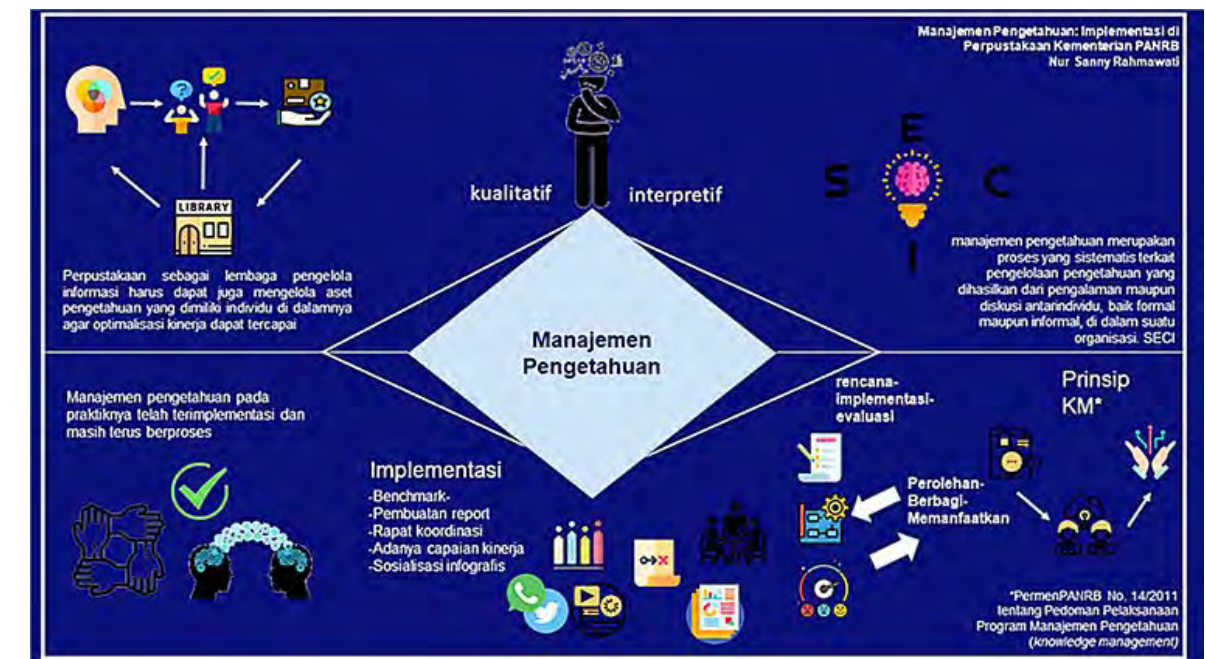 Manajemen Pengetahuan: Implementasi di
Perpustakaan Kementerian PANRB
Nur Sanny Rahmawati
LIBRARY
Perpustakaan sebagai lembaga pengelola
informasi harus dapat juga mengelola aset
pengetahuan yang dimiliki individu di dalamnya
agar optimalisasi kinerja dapat tercapai
kualitatif
interpretif
E
S
C
I
manajemen pengetahuan merupakan
proses yang sistematis terkait
pengelolaan pengetahuan yang
dihasilkan dari pengalaman maupun
diskusi antarindividu, baik formal
maupun informal, di dalam suatu
organisasi. SECI
Manajemen
Pengetahuan
Manajemen pengetahuan pada
praktiknya telah terimplementasi dan
masih terus berproses
Implementasi
-Benchmark-
-Pembuatan report
-Rapat koordinasi
-Adanya capaian kinerja
-Sosialisasi infografis
rencana-
implementasi-
evaluasi
Prinsip
KM*
Perolehan-
Berbagi-
Memanfaatkan
*PermenPANRB No. 14/2011
tentang Pedoman Pelaksanaan
Program Manajemen Pengetahuan
(knowledge management)